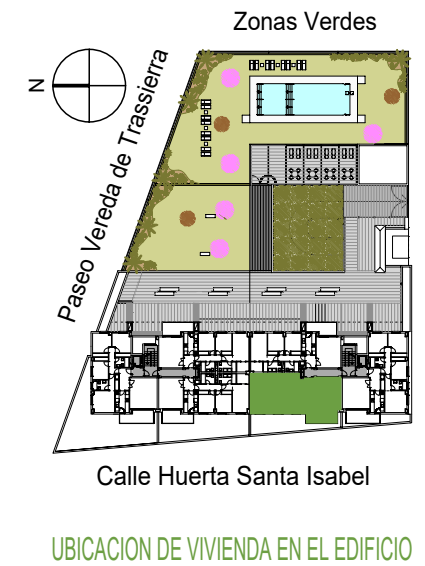 Zonas Verdes
N
Paseo Vereda de Trassierra
Calle Huerta Santa Isabel
UBICACION DE VIVIENDA EN EL EDIFICIO